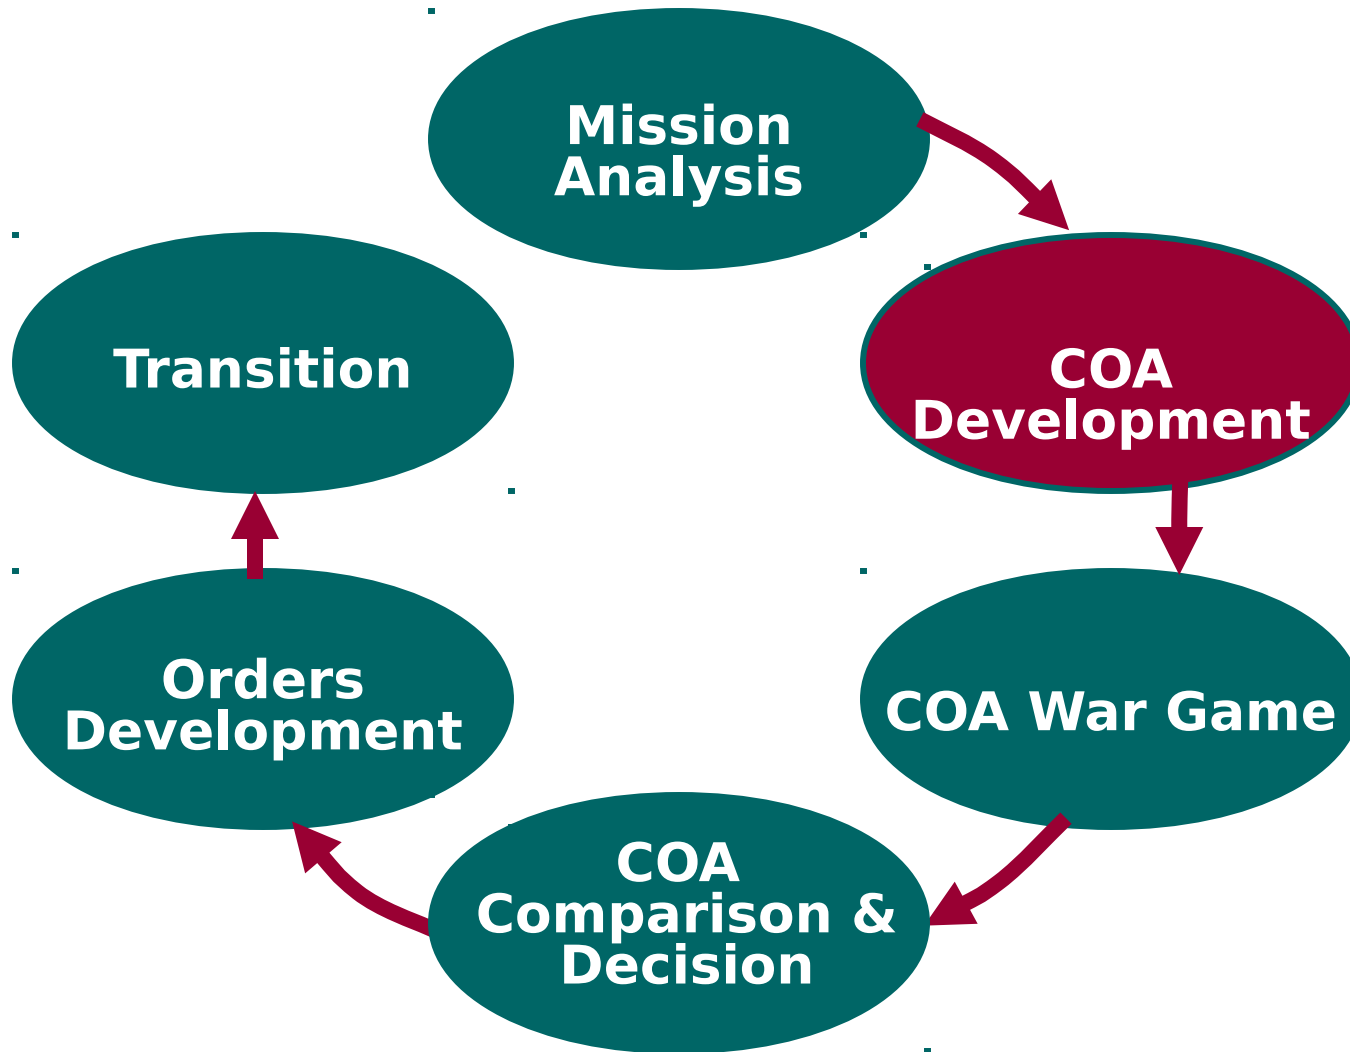 Mission
Analysis
COA
Development
COA War Game
COA
Comparison &
Decision
Orders
Development
Transition